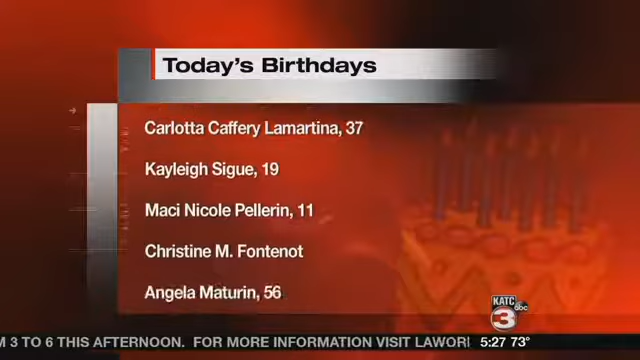 Today's Birthdays
Carlotta Caffery Lamartina, 37
Kayleigh Sigue, 19
Maci Nicole Pellerin, 11
Christine M. Fontenot
Angela Maturin, 56
KATC
abc
3
M 3 TO 6 THIS AFTERNOON. FOR MORE INFORMATION VISIT LAWORI
5:27 73°